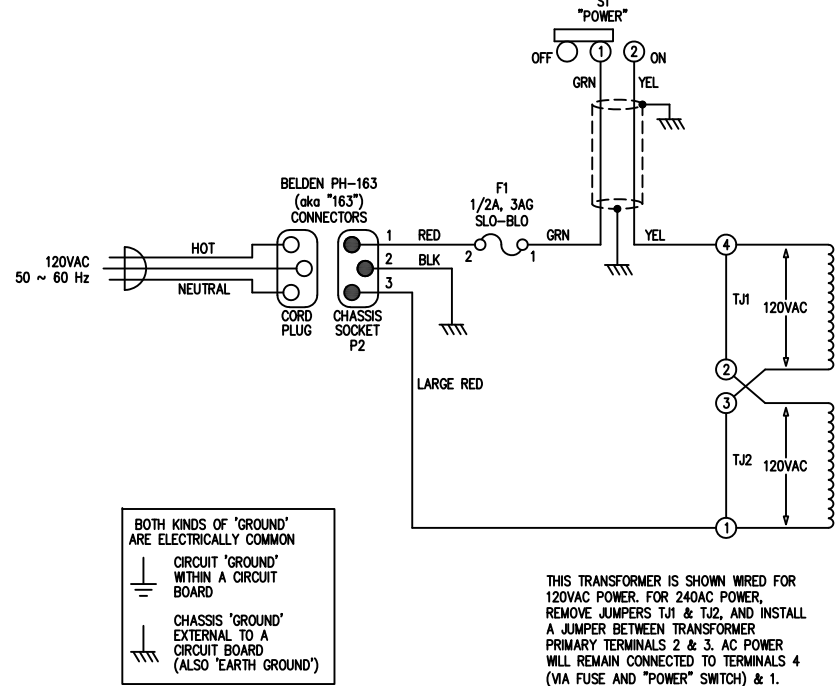 S1
"POWER"
OFF 1 2 ON
GRN YEL
BELDEN PH-163
(aka "163")
CONNECTORS
F1
1/2A, 3AG
SLO-BLO
120VAC
50 ~ 60 Hz
HOT
NEUTRAL
1 RED
2 BLK
3
2 1
GRN
YEL
4
CORD
PLUG
CHASSIS
SOCKET
P2
TJ1 120VAC
2
3
LARGE RED
TJ2 120VAC
1
BOTH KINDS OF 'GROUND'
ARE ELECTRICALLY COMMON
CIRCUIT 'GROUND'
WITHIN A CIRCUIT
BOARD
CHASSIS 'GROUND'
EXTERNAL TO A
CIRCUIT BOARD
(ALSO 'EARTH GROUND')
THIS TRANSFORMER IS SHOWN WIRED FOR
120VAC POWER. FOR 240AC POWER,
REMOVE JUMPERS TJ1 & TJ2, AND INSTALL
A JUMPER BETWEEN TRANSFORMER
PRIMARY TERMINALS 2 & 3. AC POWER
WILL REMAIN CONNECTED TO TERMINALS 4
(VIA FUSE AND "POWER" SWITCH) & 1.